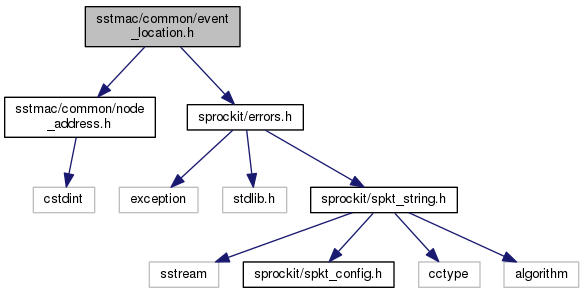 sstmac/common/event
_location.h
sstmac/common/node
_address.h
sprockit/errors.h
cstdint
exception
stdlib.h
sprockit/spkt_string.h
sstream
sprockit/spkt_config.h
cctype
algorithm